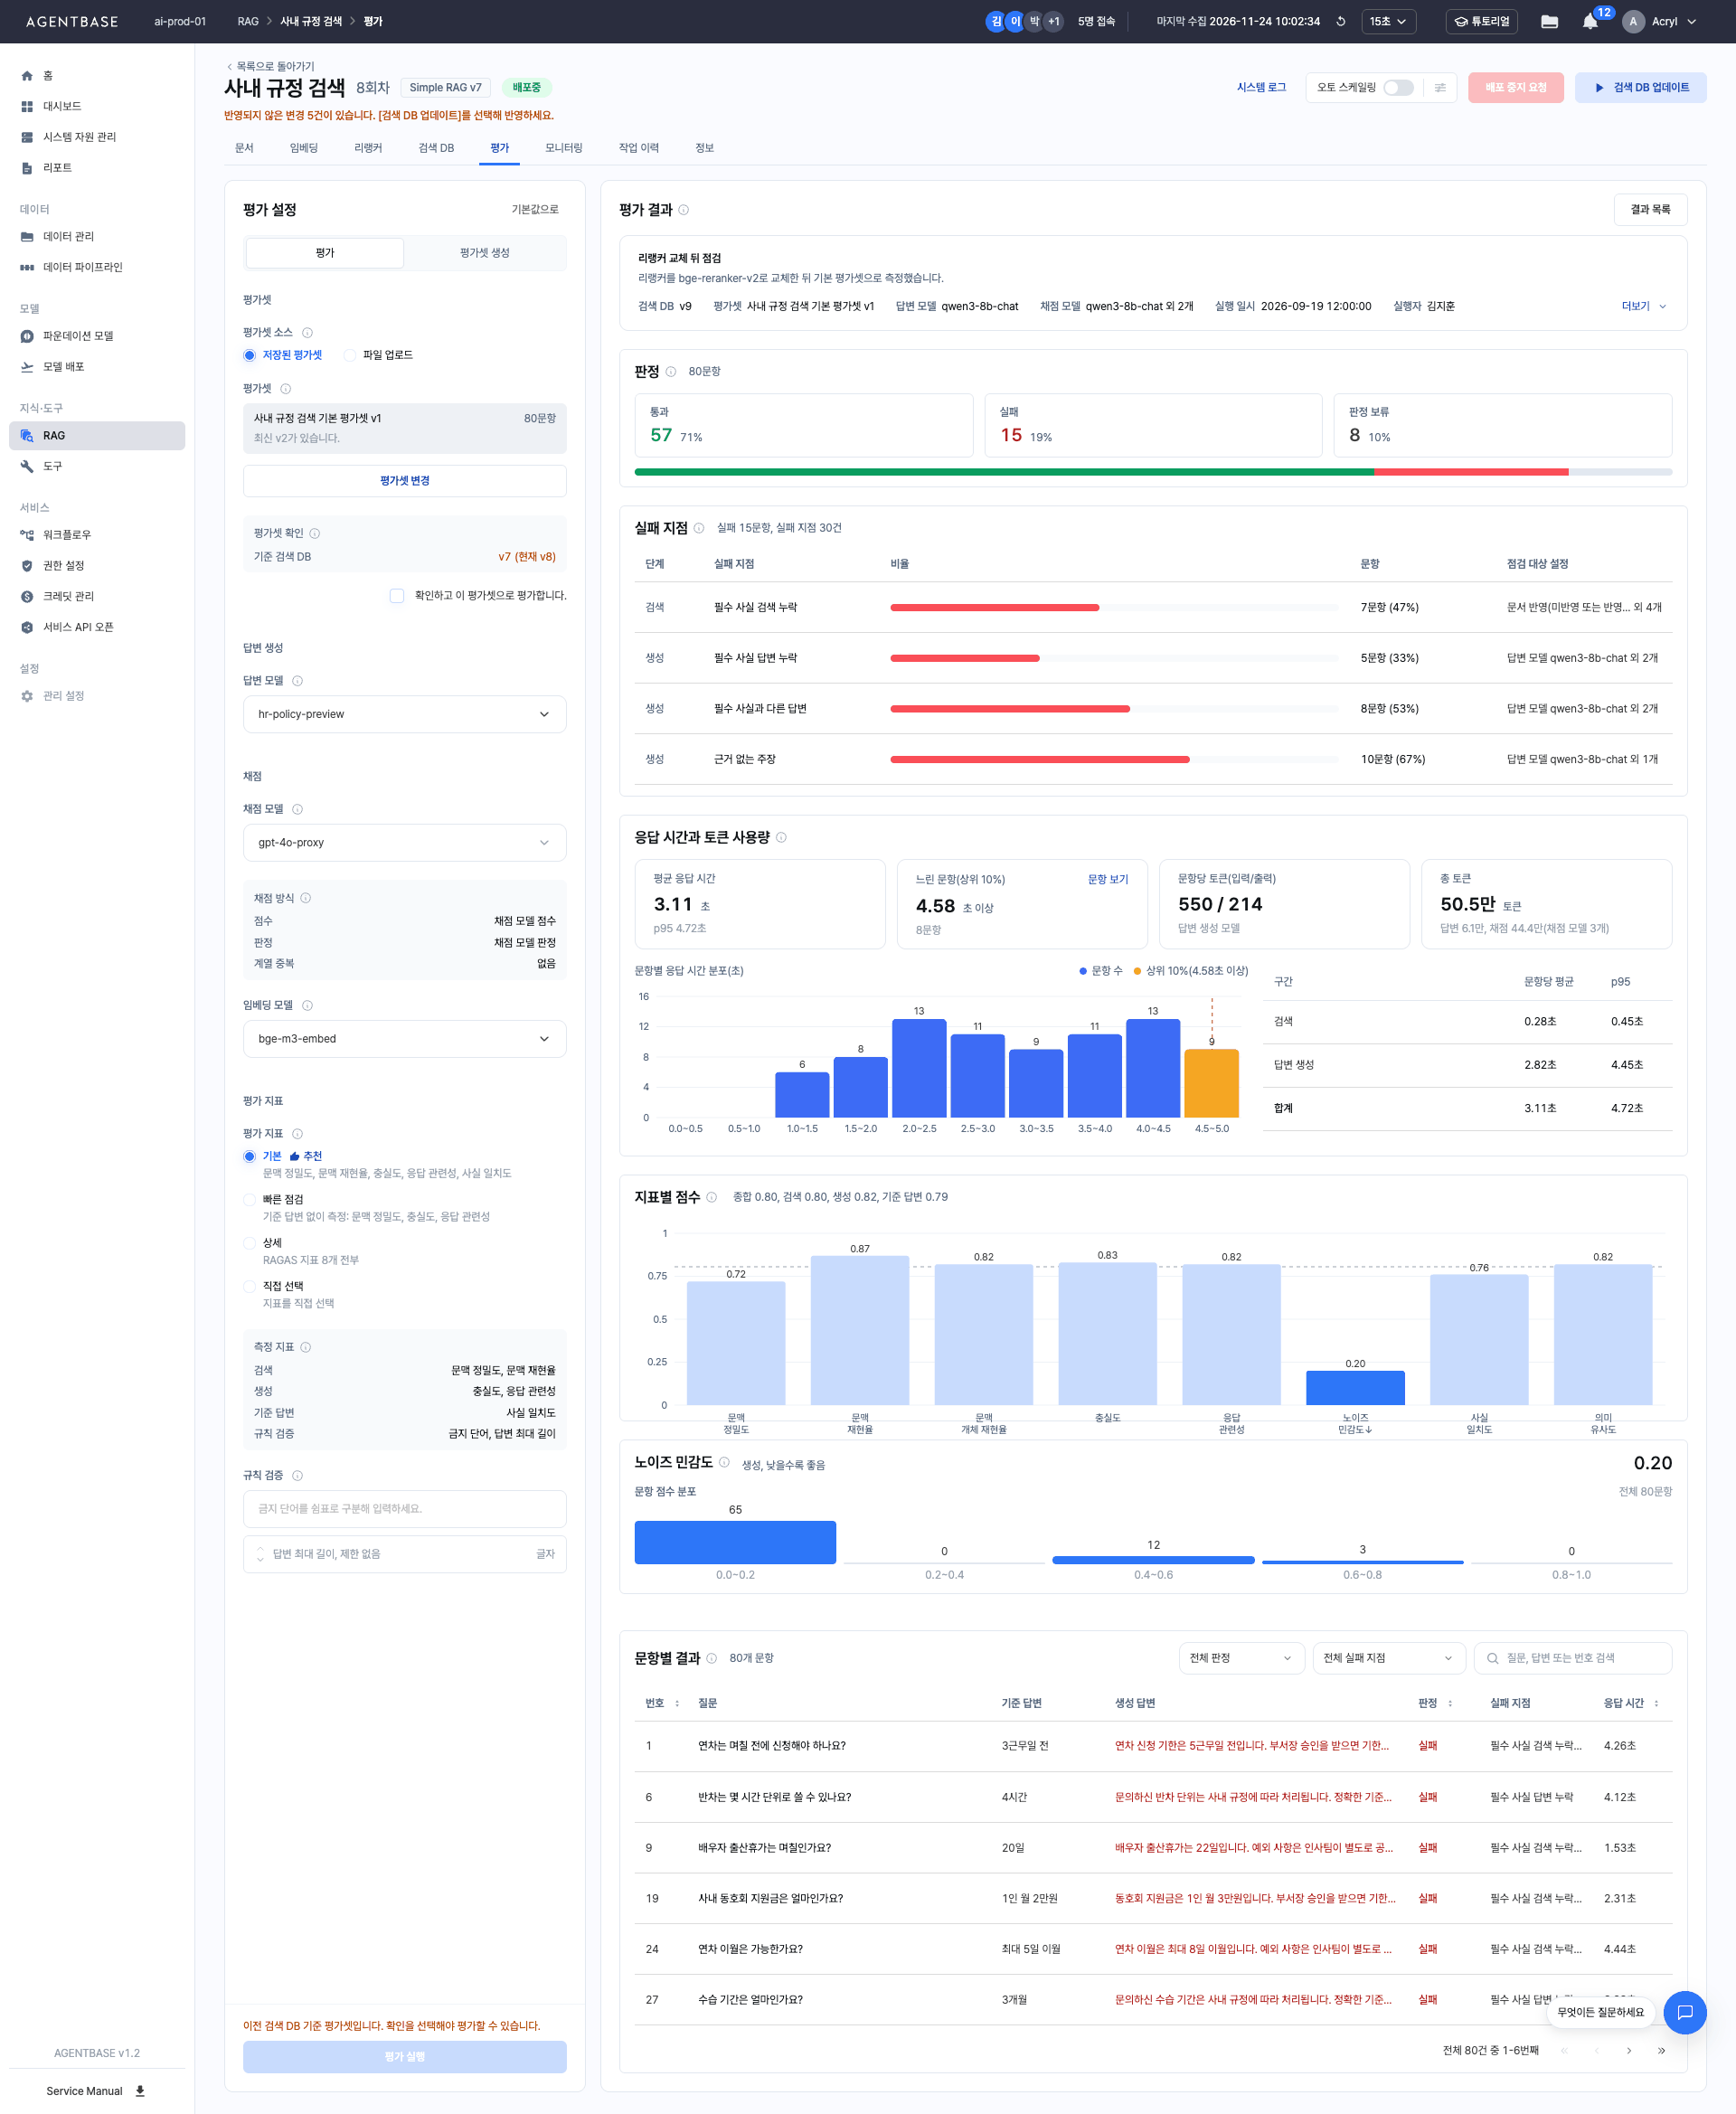 AGENTBASE
ai-prod-01
RAG > 사내 규정 검색 > 평가
김 이 박 +1 5명 접속
마지막 수집 2026-11-24 10:02:34
15초
튜토리얼
12
A Acryl
홈
대시보드
시스템 자원 관리
리포트
데이터
데이터 관리
데이터 파이프라인
모델
파운데이션 모델
모델 배포
지식·도구
RAG
도구
서비스
워크플로우
권한 설정
크레딧 관리
서비스 API 오픈
설정
관리 설정
AGENTBASE v1.2
Service Manual
목록으로 돌아가기
사내 규정 검색 8회차 Simple RAG v7 배포중
반영되지 않은 변경 5건이 있습니다. [검색 DB 업데이트]를 선택해 반영하세요.
시스템 로그
오토 스케일링
배포 중지 요청
검색 DB 업데이트
문서 임베딩 리랭커 검색 DB 평가 모니터링 작업 이력 정보
평가 설정 기본값으로
평가 평가셋 생성
평가셋
평가셋 소스
저장된 평가셋 파일 업로드
평가셋
사내 규정 검색 기본 평가셋 v1 80문항
최신 v2가 있습니다.
평가셋 변경
평가셋 확인
기준 검색 DB v7 (현재 v8)
확인하고 이 평가셋으로 평가합니다.
답변 생성
답변 모델
hr-policy-preview
채점
채점 모델
gpt-4o-proxy
채점 방식
점수 채점 모델 점수
판정 채점 모델 판정
계열 중복 없음
임베딩 모델
bge-m3-embed
평가 지표
평가 지표
기본 추천
문맥 정밀도, 문맥 재현율, 충실도, 응답 관련성, 사실 일치도
빠른 점검
기준 답변 없이 측정: 문맥 정밀도, 충실도, 응답 관련성
상세
RAGAS 지표 8개 전부
직접 선택
지표를 직접 선택
측정 지표
검색 문맥 정밀도, 문맥 재현율
생성 충실도, 응답 관련성
기준 답변 사실 일치도
규칙 검증 금지 단어, 답변 최대 길이
규칙 검증
금지 단어를 쉼표로 구분해 입력하세요.
답변 최대 길이, 제한 없음 글자
이전 검색 DB 기준 평가셋입니다. 확인을 선택해야 평가할 수 있습니다.
평가 실행
평가 결과 결과 목록
리랭커 교체 뒤 점검
리랭커를 bge-reranker-v2로 교체한 뒤 기본 평가셋으로 측정했습니다.
검색 DB v9 평가셋 사내 규정 검색 기본 평가셋 v1 답변 모델 qwen3-8b-chat 채점 모델 qwen3-8b-chat 외 2개 실행 일시 2026-09-19 12:00:00 실행자 김지훈 더보기
판정 80문항
통과
57 71%
실패
15 19%
판정 보류
8 10%
실패 지점 실패 15문항, 실패 지점 30건
단계 실패 지점 비율 문항 점검 대상 설정
검색 필수 사실 검색 누락 7문항 (47%) 문서 반영(미반영 또는 반영... 외 4개
생성 필수 사실 답변 누락 5문항 (33%) 답변 모델 qwen3-8b-chat 외 2개
생성 필수 사실과 다른 답변 8문항 (53%) 답변 모델 qwen3-8b-chat 외 2개
생성 근거 없는 주장 10문항 (67%) 답변 모델 qwen3-8b-chat 외 1개
응답 시간과 토큰 사용량
평균 응답 시간
3.11 초
p95 4.72초
느린 문항(상위 10%) 문항 보기
4.58 초 이상
8문항
문항당 토큰(입력/출력)
550 / 214
답변 생성 모델
총 토큰
50.5만 토큰
답변 6.1만, 채점 44.4만(채점 모델 3개)
문항별 응답 시간 분포(초) 문항 수 상위 10%(4.58초 이상)
16
12
8
4
0
6 8 13 11 9 11 13 9
0.0~0.5 0.5~1.0 1.0~1.5 1.5~2.0 2.0~2.5 2.5~3.0 3.0~3.5 3.5~4.0 4.0~4.5 4.5~5.0
구간 문항당 평균 p95
검색 0.28초 0.45초
답변 생성 2.82초 4.45초
합계 3.11초 4.72초
지표별 점수 종합 0.80, 검색 0.80, 생성 0.82, 기준 답변 0.79
1
0.75
0.5
0.25
0
0.72 0.87 0.82 0.83 0.82 0.20 0.76 0.82
문맥 정밀도
문맥 재현율
문맥 개체 재현율
충실도
응답 관련성
노이즈 민감도↓
사실 일치도
의미 유사도
노이즈 민감도 생성, 낮을수록 좋음 0.20
문항 점수 분포 전체 80문항
65 0 12 3 0
0.0~0.2 0.2~0.4 0.4~0.6 0.6~0.8 0.8~1.0
문항별 결과 80개 문항 전체 판정 전체 실패 지점 질문, 답변 또는 번호 검색
번호 질문 기준 답변 생성 답변 판정 실패 지점 응답 시간
1 연차는 며칠 전에 신청해야 하나요? 3근무일 전 연차 신청 기한은 5근무일 전입니다. 부서장 승인을 받으면 기한... 실패 필수 사실 검색 누락... 4.26초
6 반차는 몇 시간 단위로 쓸 수 있나요? 4시간 문의하신 반차 단위는 사내 규정에 따라 처리됩니다. 정확한 기준... 실패 필수 사실 답변 누락 4.12초
9 배우자 출산휴가는 며칠인가요? 20일 배우자 출산휴가는 22일입니다. 예외 사항은 인사팀이 별도로 공... 실패 필수 사실 검색 누락... 1.53초
19 사내 동호회 지원금은 얼마인가요? 1인 월 2만원 동호회 지원금은 1인 월 3만원입니다. 부서장 승인을 받으면 기한... 실패 필수 사실 검색 누락... 2.31초
24 연차 이월은 가능한가요? 최대 5일 이월 연차 이월은 최대 8일 이월입니다. 예외 사항은 인사팀이 별도로 ... 실패 필수 사실 검색 누락... 4.44초
27 수습 기간은 얼마인가요? 3개월 문의하신 수습 기간은 사내 규정에 따라 처리됩니다. 정확한 기준... 실패 필수 사실 답변
무엇이든 질문하세요
전체 80건 중 1-6번째